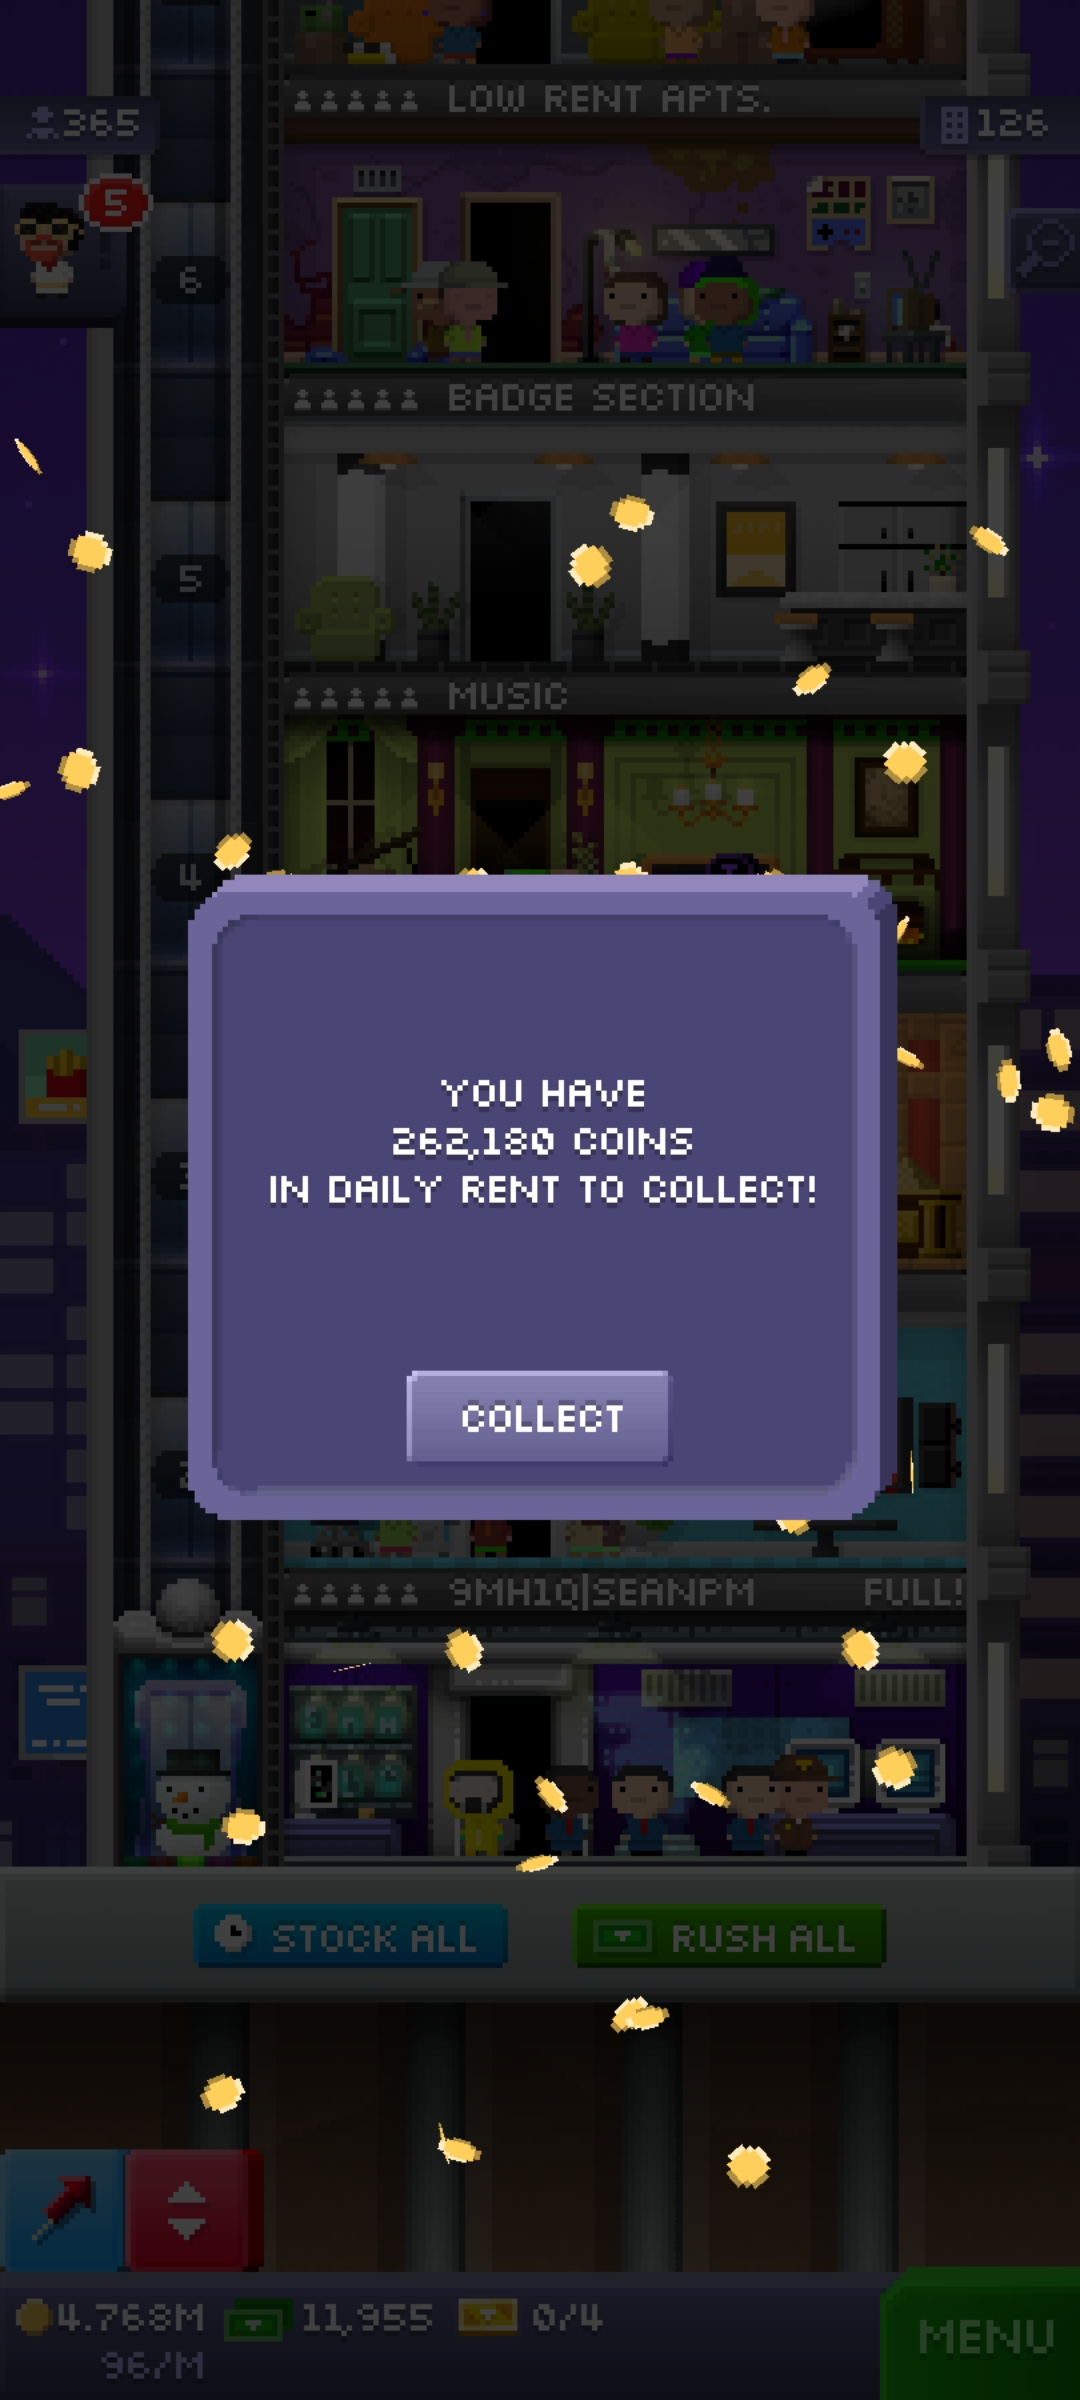 LOW RENT APTS.
365
126
5
6
BADGE SECTION
5
MUSIC
4
YOU HAVE
262,180 COINS
IN DAILY RENT TO COLLECT!
COLLECT
9MH1Q|SEANPM FULL!
STOCK ALL
RUSH ALL
4.768M 11,955 0/4
96/M
MENU